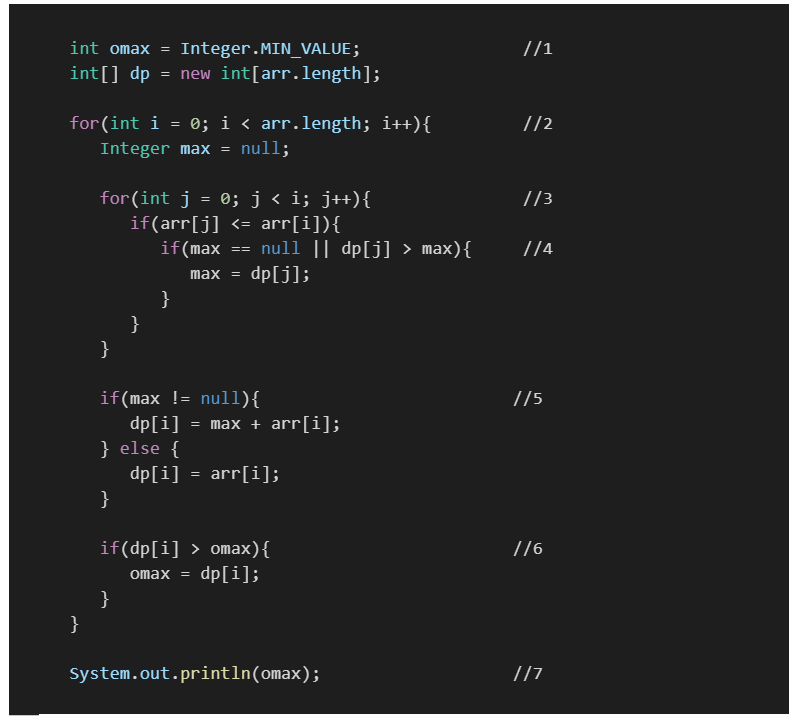 int omax = Integer.MIN_VALUE; //1
int[] dp = new int[arr.length];
for(int i = 0; i < arr.length; i++){ //2
Integer max = null;
for(int j = 0; j < i; j++){ //3
if(arr[j] <= arr[i]){
if(max == null || dp[j] > max){ //4
max = dp[j];
}
}
}
if(max != null){ //5
dp[i] = max + arr[i];
} else {
dp[i] = arr[i];
}
if(dp[i] > omax){ //6
omax = dp[i];
}
}
System.out.println(omax); //7